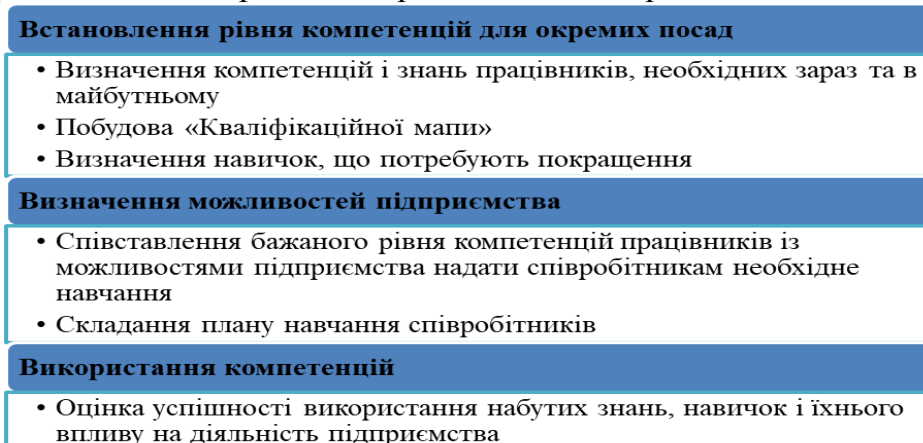 Встановлення рівня компетенцій для окремих посад
• Визначення компетенцій і знань працівників, необхідних зараз та в
майбутньому
• Побудова «Кваліфікаційної мапи»
• Визначення навичок, що потребують покращення
Визначення можливостей підприємства
• Співставлення бажаного рівня компетенцій працівників із
можливостями підприємства надати співробітникам необхідне
навчання
• Складання плану навчання співробітників
Використання компетенцій
• Оцінка успішності використання набутих знань, навичок і їхнього
впливу на діяльність підприємства